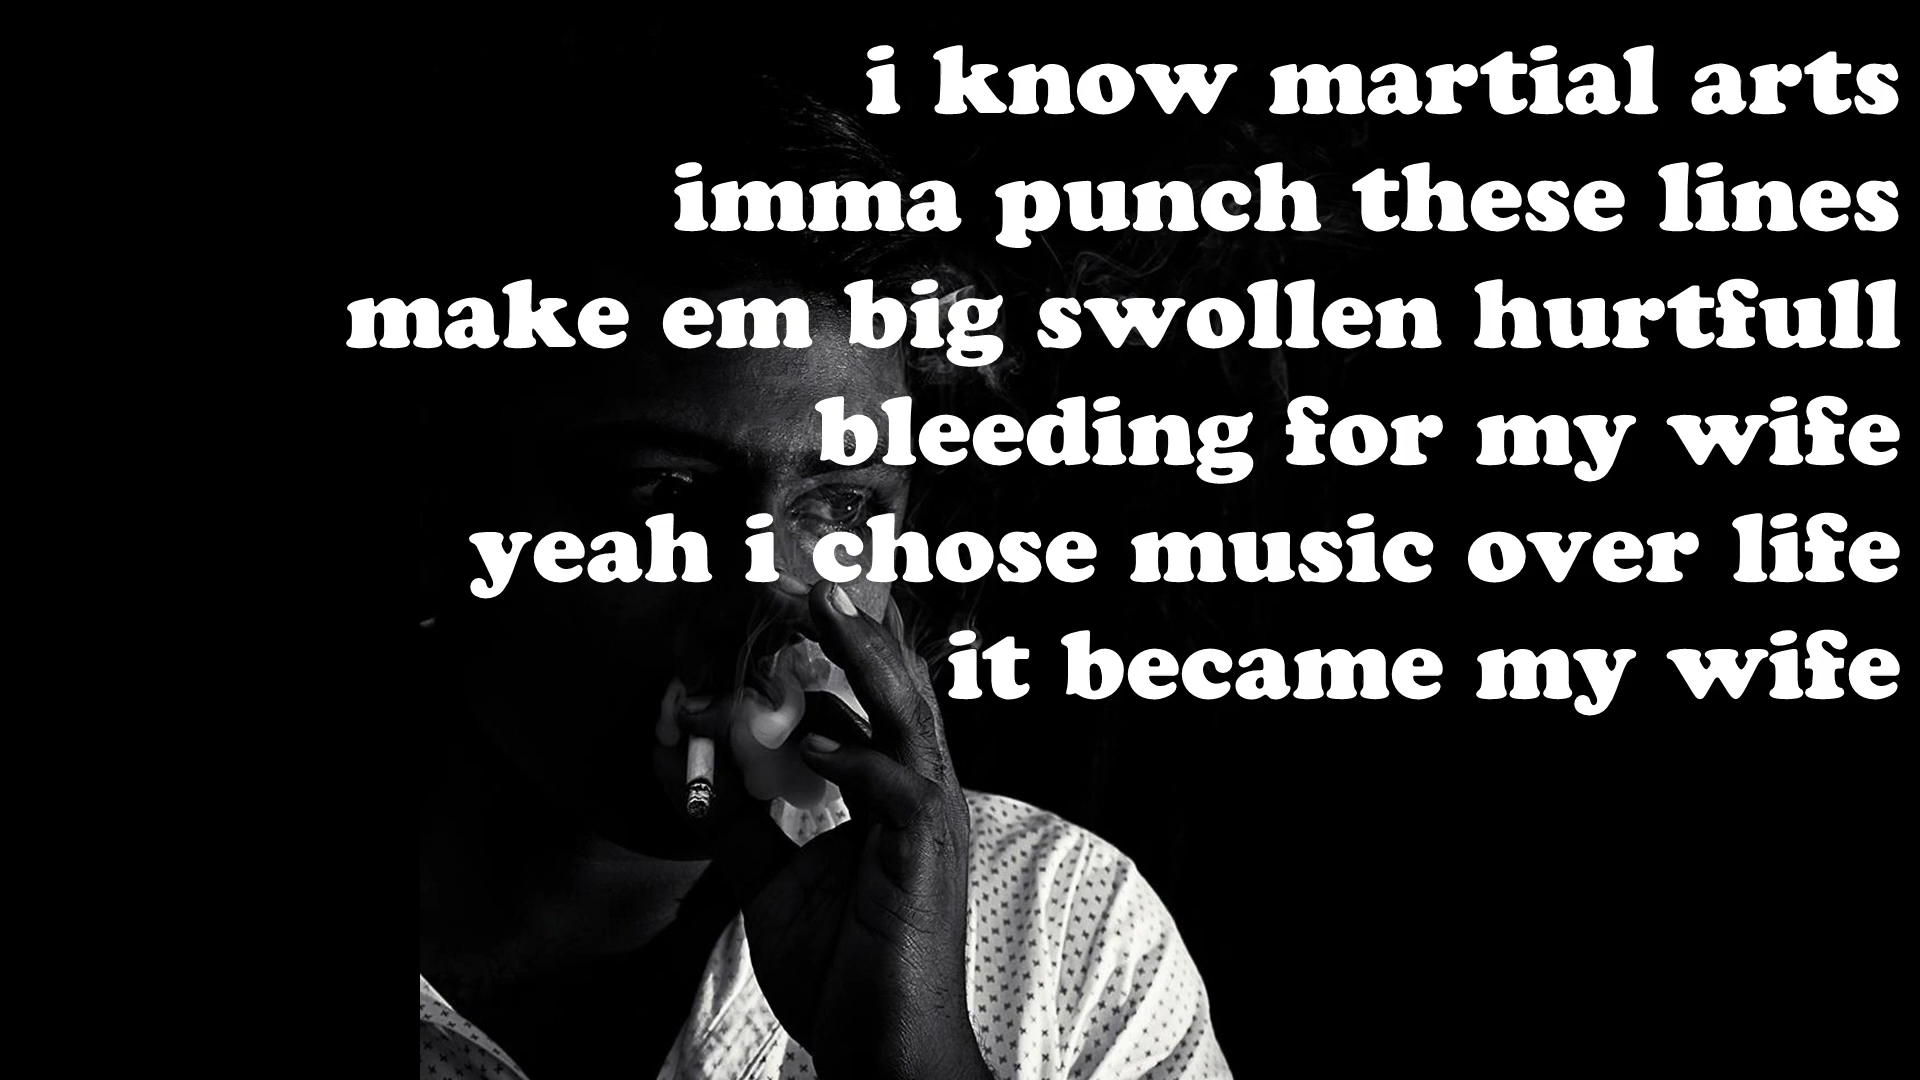 i know martial arts
imma punch these lines
make em big swollen hurtfull
bleeding for my wife
yeah i chose music over life
it became my wife